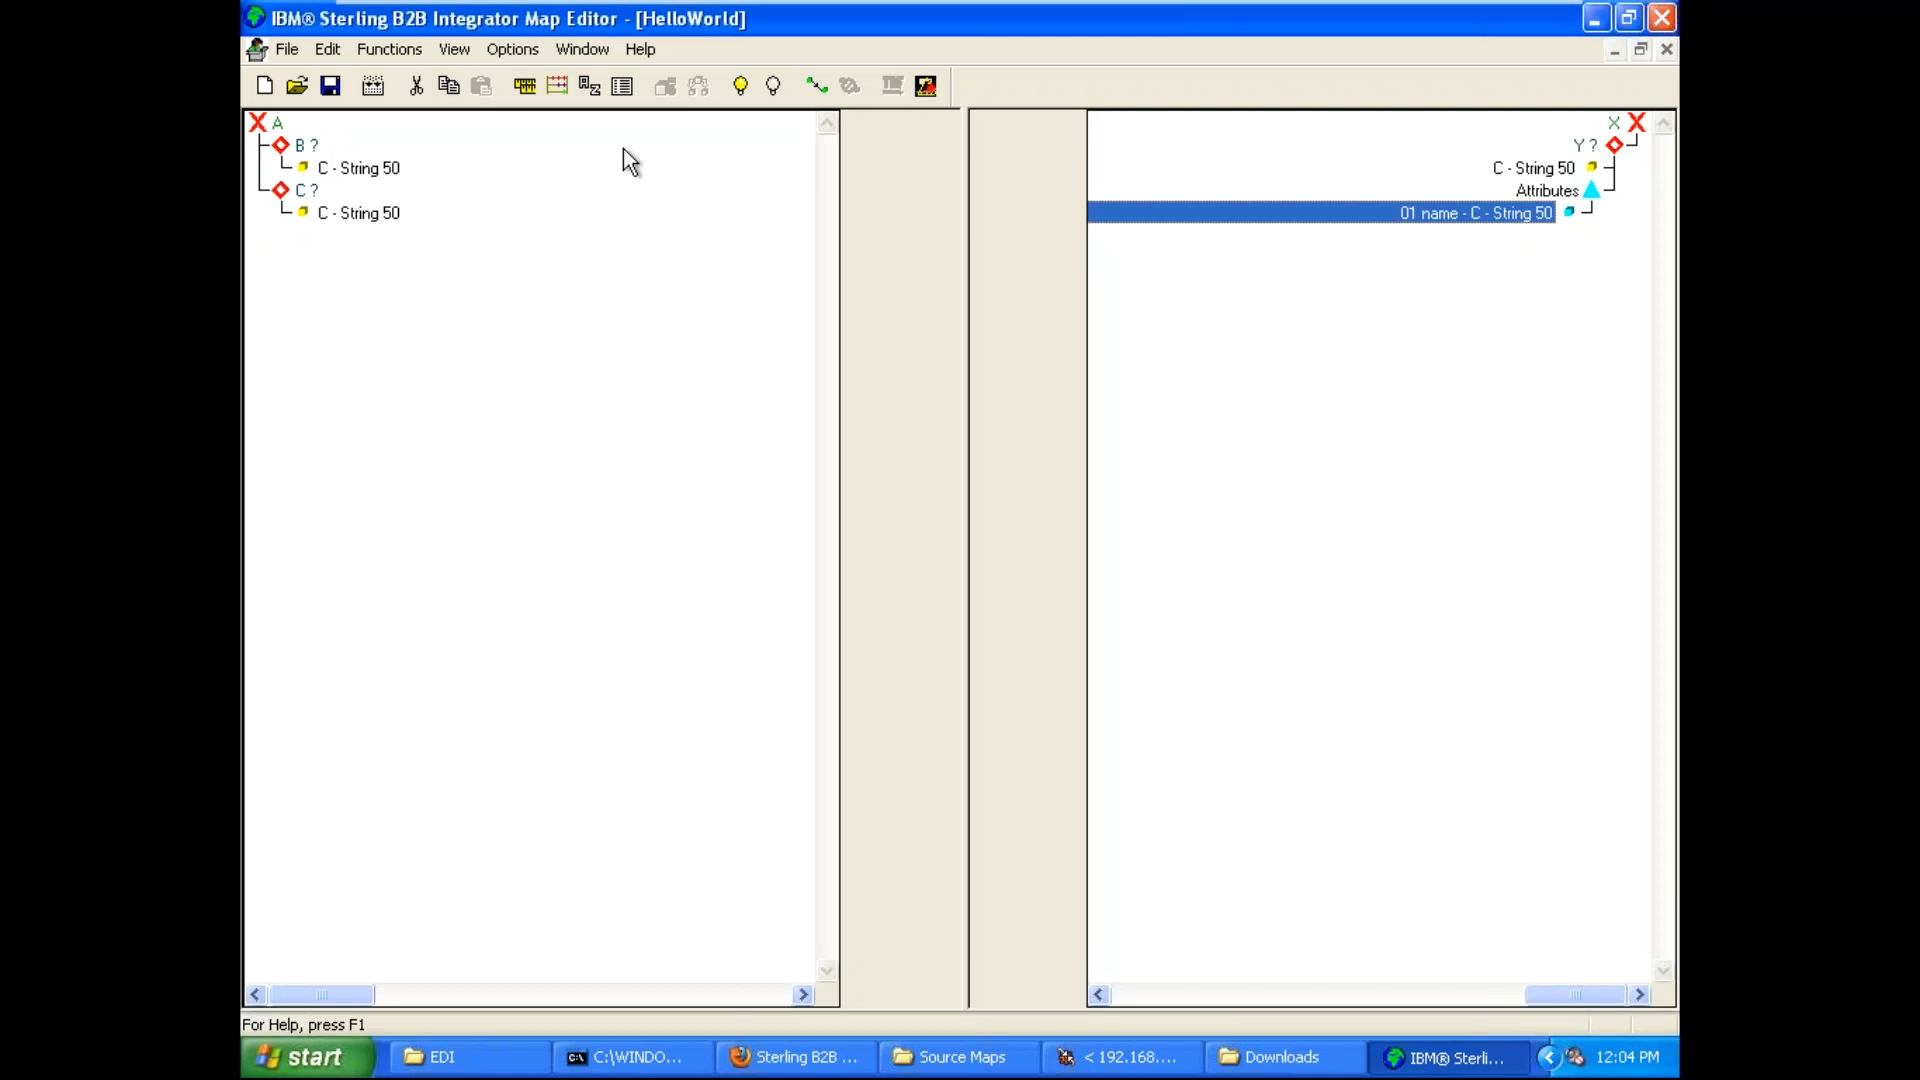 IBM® Sterling B2B Integrator Map Editor - [HelloWorld]
File Edit Functions View Options Window Help
A
B ?
C - String 50
C ?
C - String 50
X
Y ?
C - String 50
Attributes
01 name - C - String 50
For Help, press F1
start EDI C:\WINDO... Sterling B2B ... Source Maps < 192.168.... Downloads IBM® Sterli... 12:04 PM